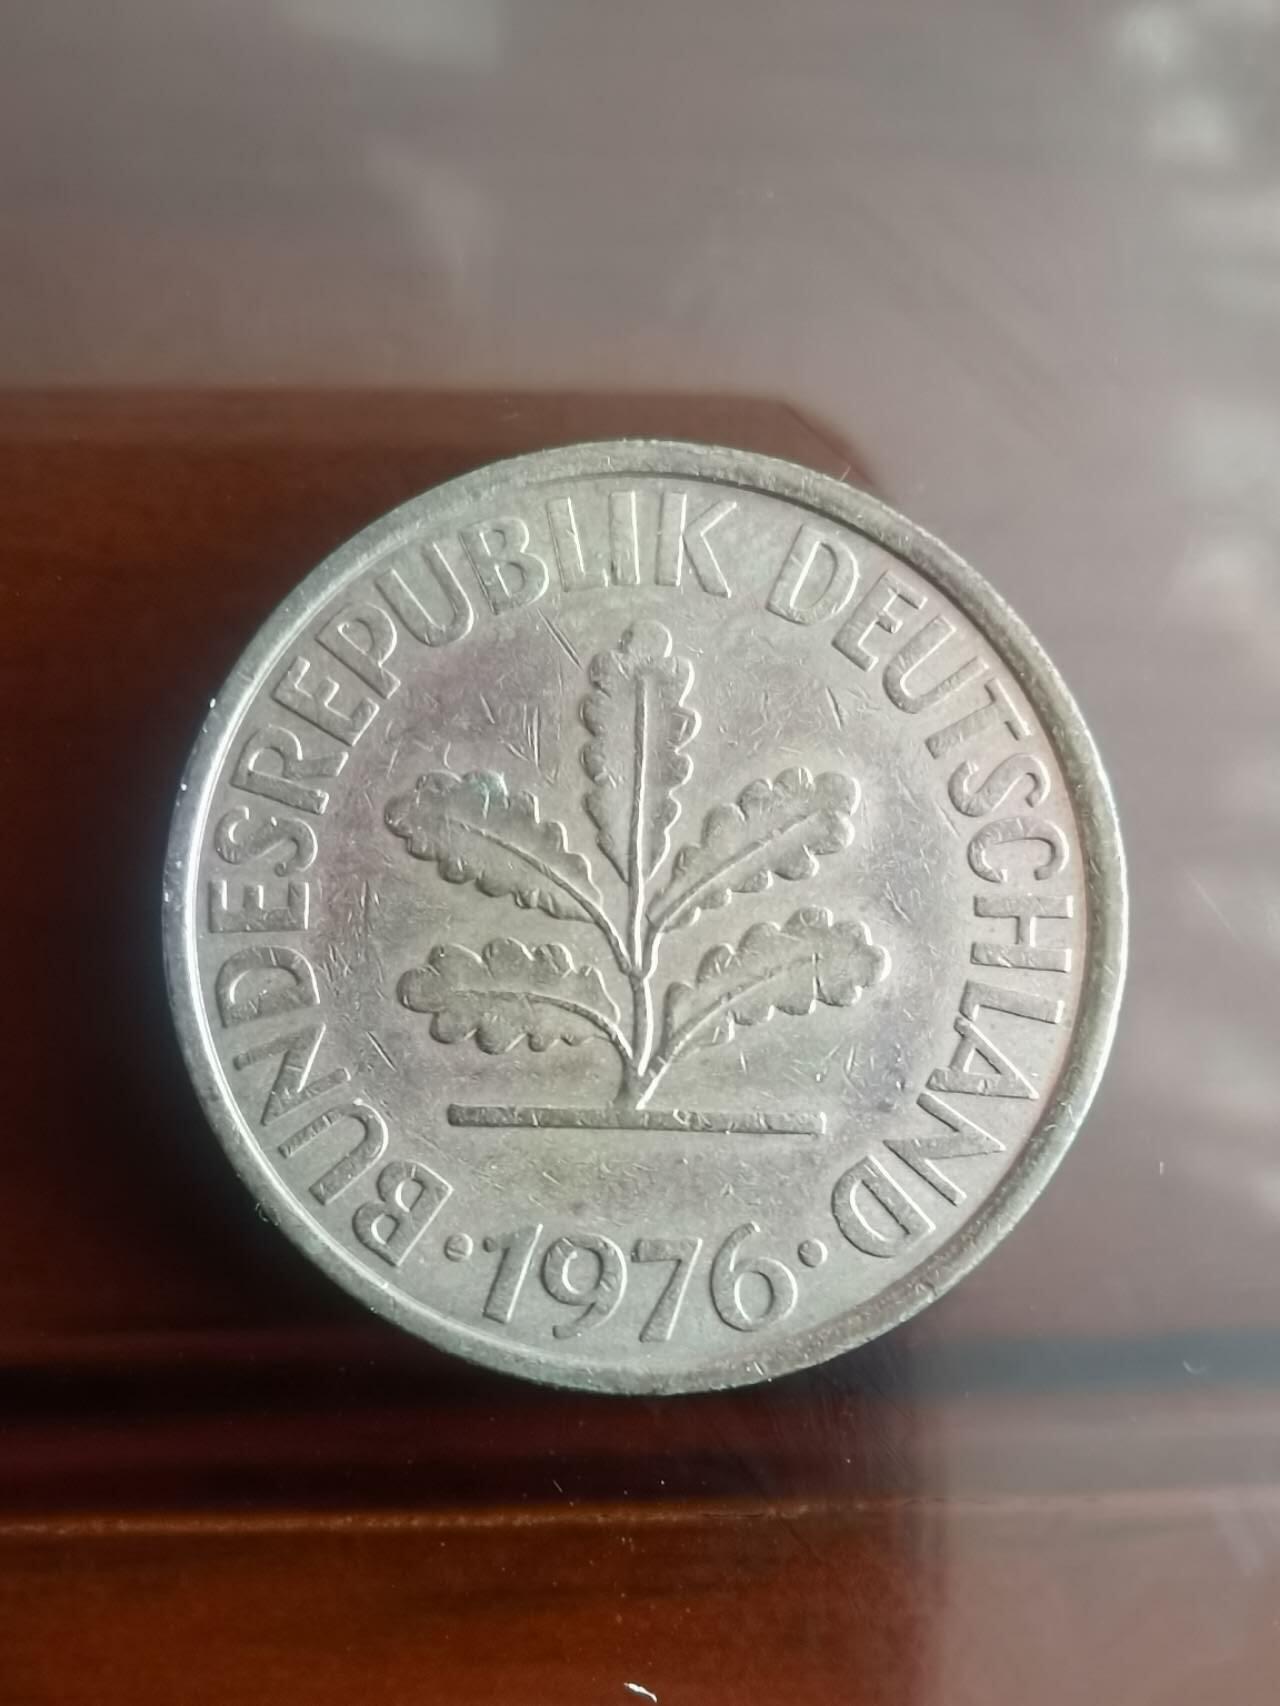 BUNDESREPUBLIK DEUTSCHLAND
• 1976 •